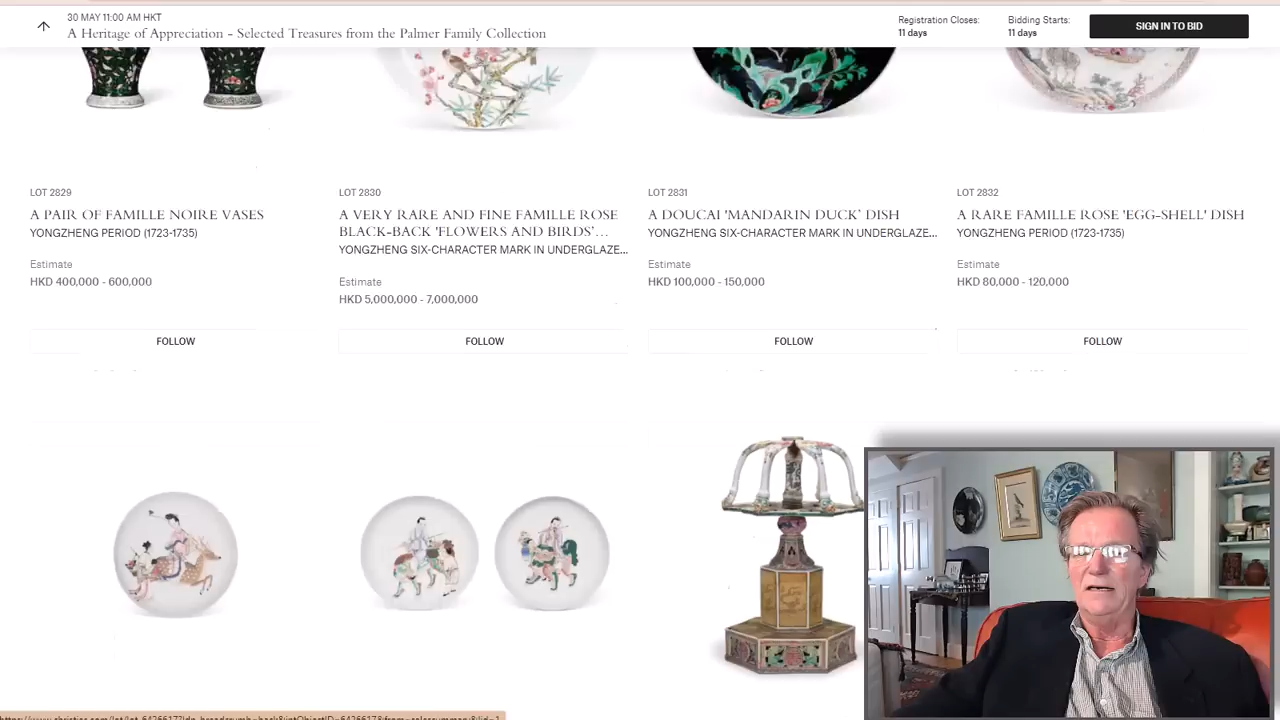 30 MAY 11:00 AM HKT
A Heritage of Appreciation - Selected Treasures from the Palmer Family Collection
Registration Closes:
11 days
Bidding Starts:
11 days
SIGN IN TO BID
LOT 2829
A PAIR OF FAMILLE NOIRE VASES
YONGZHENG PERIOD (1723-1735)
Estimate
HKD 400,000 - 600,000
FOLLOW
LOT 2830
A VERY RARE AND FINE FAMILLE ROSE
BLACK-BACK 'FLOWERS AND BIRDS'...
YONGZHENG SIX-CHARACTER MARK IN UNDERGLAZE...
Estimate
HKD 5,000,000 - 7,000,000
FOLLOW
LOT 2831
A DOUCAI 'MANDARIN DUCK' DISH
YONGZHENG SIX-CHARACTER MARK IN UNDERGLAZE...
Estimate
HKD 100,000 - 150,000
FOLLOW
LOT 2832
A RARE FAMILLE ROSE 'EGG-SHELL' DISH
YONGZHENG PERIOD (1723-1735)
Estimate
HKD 80,000 - 120,000
FOLLOW